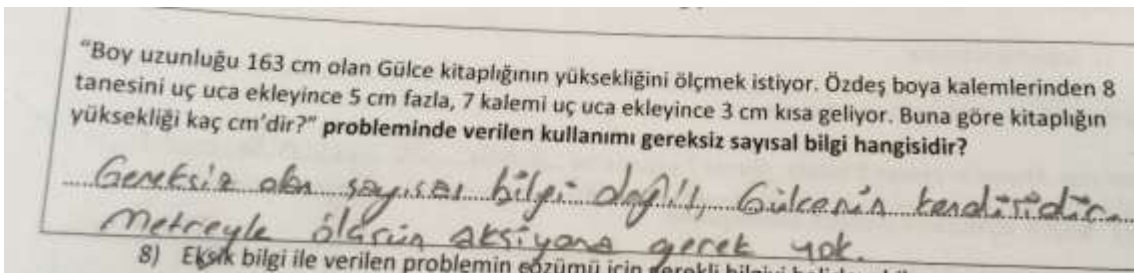 "Boy uzunluğu 163 cm olan Gülce kitaplığının yüksekliğini ölçmek istiyor. Özdeş boya kalemlerinden 8
tanesini uç uca ekleyince 5 cm fazla, 7 kalemi uç uca ekleyince 3 cm kısa geliyor. Buna göre kitaplığın
yüksekliği kaç cm'dir?" probleminde verilen kullanımı gereksiz sayısal bilgi hangisidir?
Gereksiz olan sayısal bilgi değil, Gülcenin kendisidir.
Metreyle ölçsün aksiyona gerek yok.
8) Eksik bilgi ile verilen problemin çözümü için gerekli bilgiyi